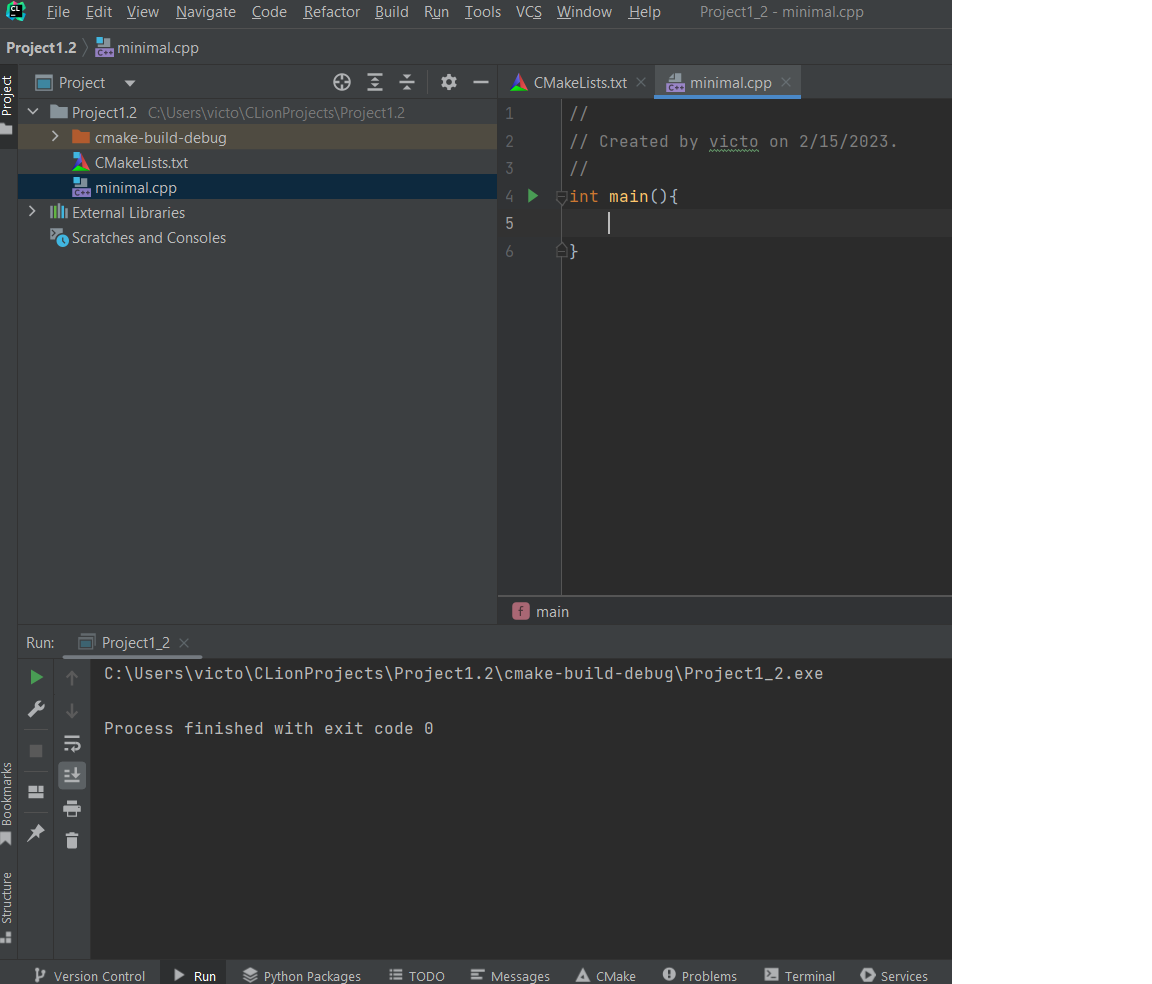 CL File Edit View Navigate Code Refactor Build Run Tools VCS Window Help Project1_2 - minimal.cpp
Project1.2 C++ minimal.cpp
Project
Project
CMakeLists.txt
C++ minimal.cpp
Project1.2 C:\Users\victo\CLionProjects\Project1.2
cmake-build-debug
CMakeLists.txt
C++ minimal.cpp
External Libraries
Scratches and Consoles
1 //
2 // Created by victo on 2/15/2023.
3 //
4 int main(){
5
6 }
f main
Run: Project1_2
C:\Users\victo\CLionProjects\Project1.2\cmake-build-debug\Project1_2.exe
Process finished with exit code 0
Bookmarks
Structure
Version Control Run Python Packages TODO Messages CMake Problems Terminal Services